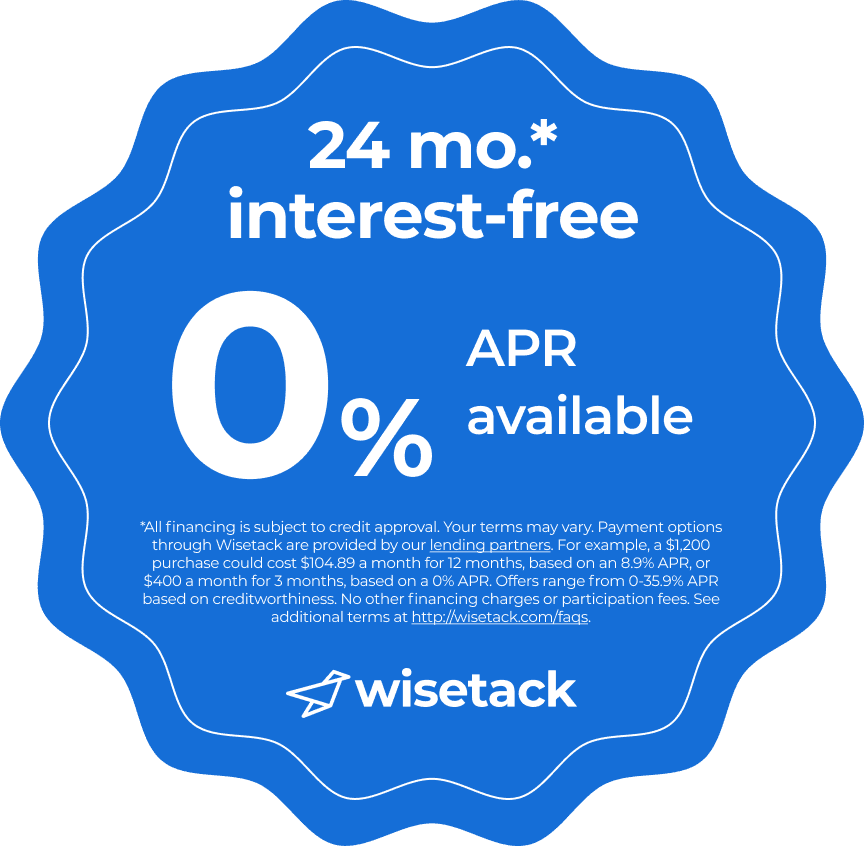 24 mo.*
interest-free
0%
APR
available
*All financing is subject to credit approval. Your terms may vary. Payment options
through Wisetack are provided by our lending partners. For example, a $1,200
purchase could cost $104.89 a month for 12 months, based on an 8.9% APR, or
$400 a month for 3 months, based on a 0% APR. Offers range from 0-35.9% APR
based on creditworthiness. No other financing charges or participation fees. See
additional terms at http://wisetack.com/faqs.
wisetack